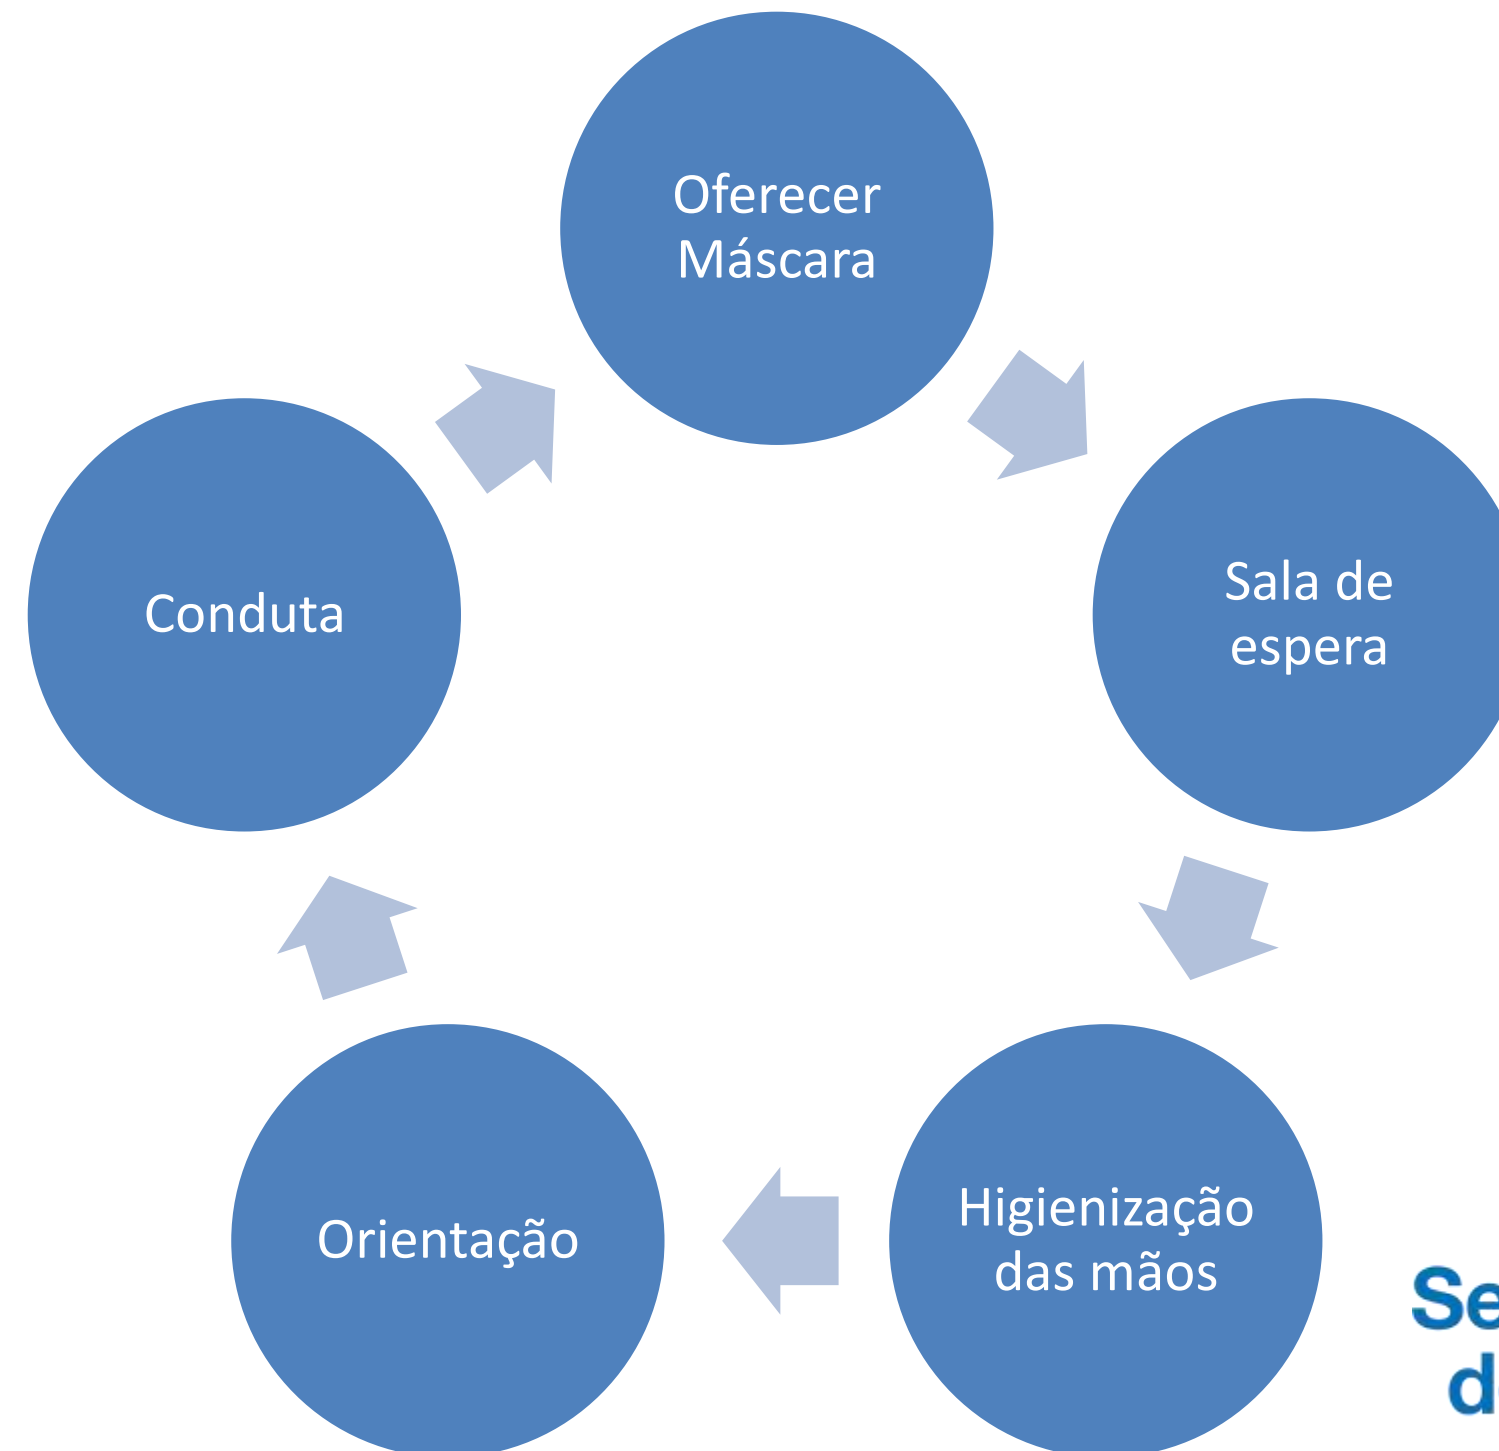 Oferecer
Máscara
Sala de
espera
Higienização
das mãos
Orientação
Conduta